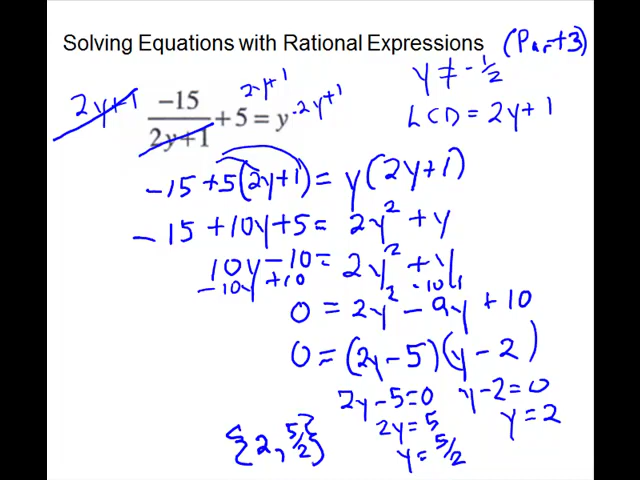 Solving Equations with Rational Expressions (Part 3)
y ≠ -1/2
LCD = 2y+1
2y+1 -15/(2y+1) + 5 = y 2y+1 · 2y+1
-15 + 5(2y+1) = y(2y+1)
-15 + 10y + 5 = 2y² + y
10y - 10 = 2y² + y
-10y + 10 - 10y
0 = 2y² - 9y + 10
0 = (2y - 5)(y - 2)
2y - 5 = 0 y - 2 = 0
2y = 5 y = 2
y = 5/2
{2, 5/2}